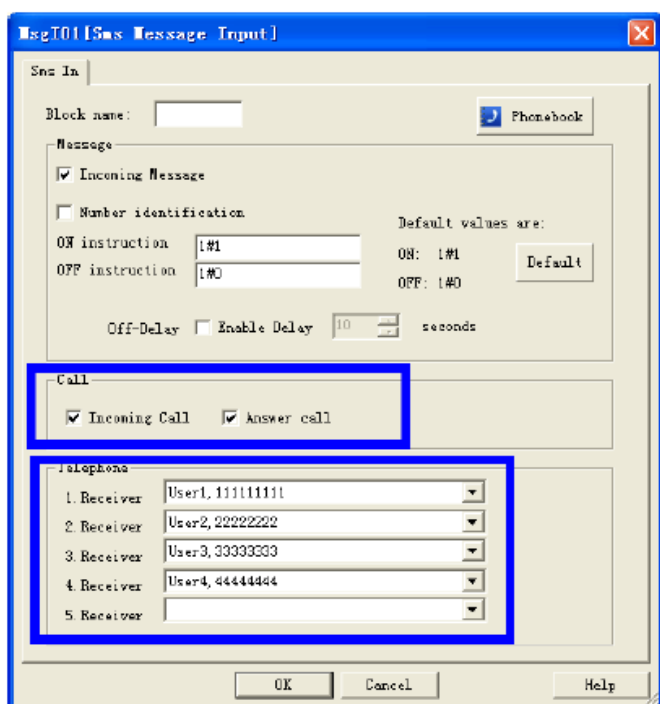 MsgI01[Sms Message Input]
Sms In
Block name:
Phonebook
Message
Incoming Message
Number identification
Default values are:
ON instruction 1#1
ON: 1#1
Default
OFF instruction 1#0
OFF: 1#0
Off-Delay Enable Delay 10 seconds
Call
Incoming Call Answer call
Telephone
1. Receiver User1, 111111111
2. Receiver User2, 22222222
3. Receiver User3, 33333333
4. Receiver User4, 44444444
5. Receiver
OK Cancel Help